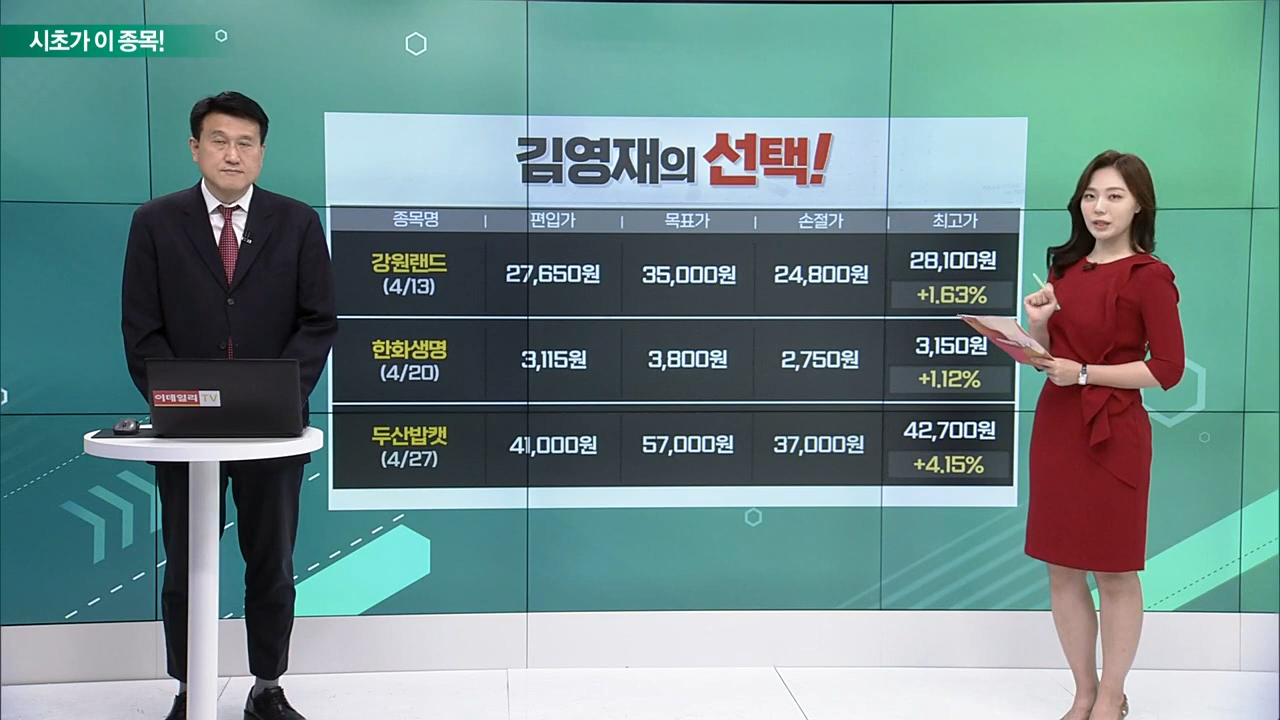 시초가 이 종목!
김영재의 선택!
종목명 | 편입가 | 목표가 | 손절가 | 최고가
강원랜드 27,650원 35,000원 24,800원 28,100원
(4/13) +1.63%
한화생명 3,115원 3,800원 2,750원 3,150원
(4/20) +1.12%
두산밥캣 41,000원 57,000원 37,000원 42,700원
(4/27) +4.15%
이데일리 TV